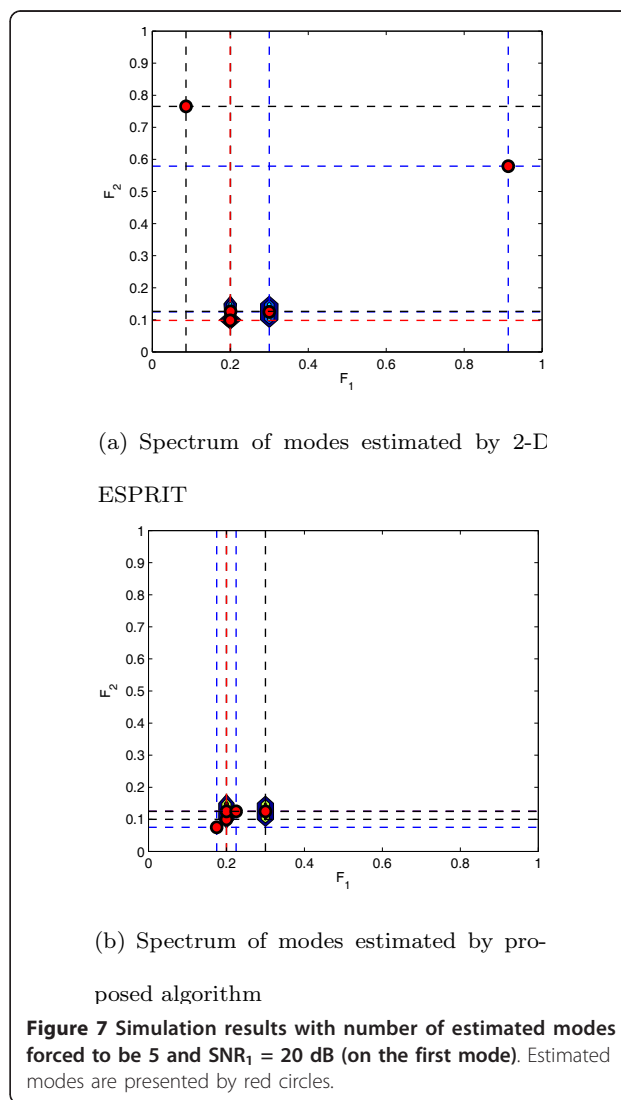 1
0.9
0.8
0.7
0.6
0.5
0.4
0.3
0.2
0.1
0
F2
0 0.2 0.4 0.6 0.8 1
F1
(a) Spectrum of modes estimated by 2-D
ESPRIT
1
0.9
0.8
0.7
0.6
0.5
0.4
0.3
0.2
0.1
0
F2
0 0.2 0.4 0.6 0.8 1
F1
(b) Spectrum of modes estimated by pro-
posed algorithm
Figure 7 Simulation results with number of estimated modes
forced to be 5 and SNR1 = 20 dB (on the first mode). Estimated
modes are presented by red circles.